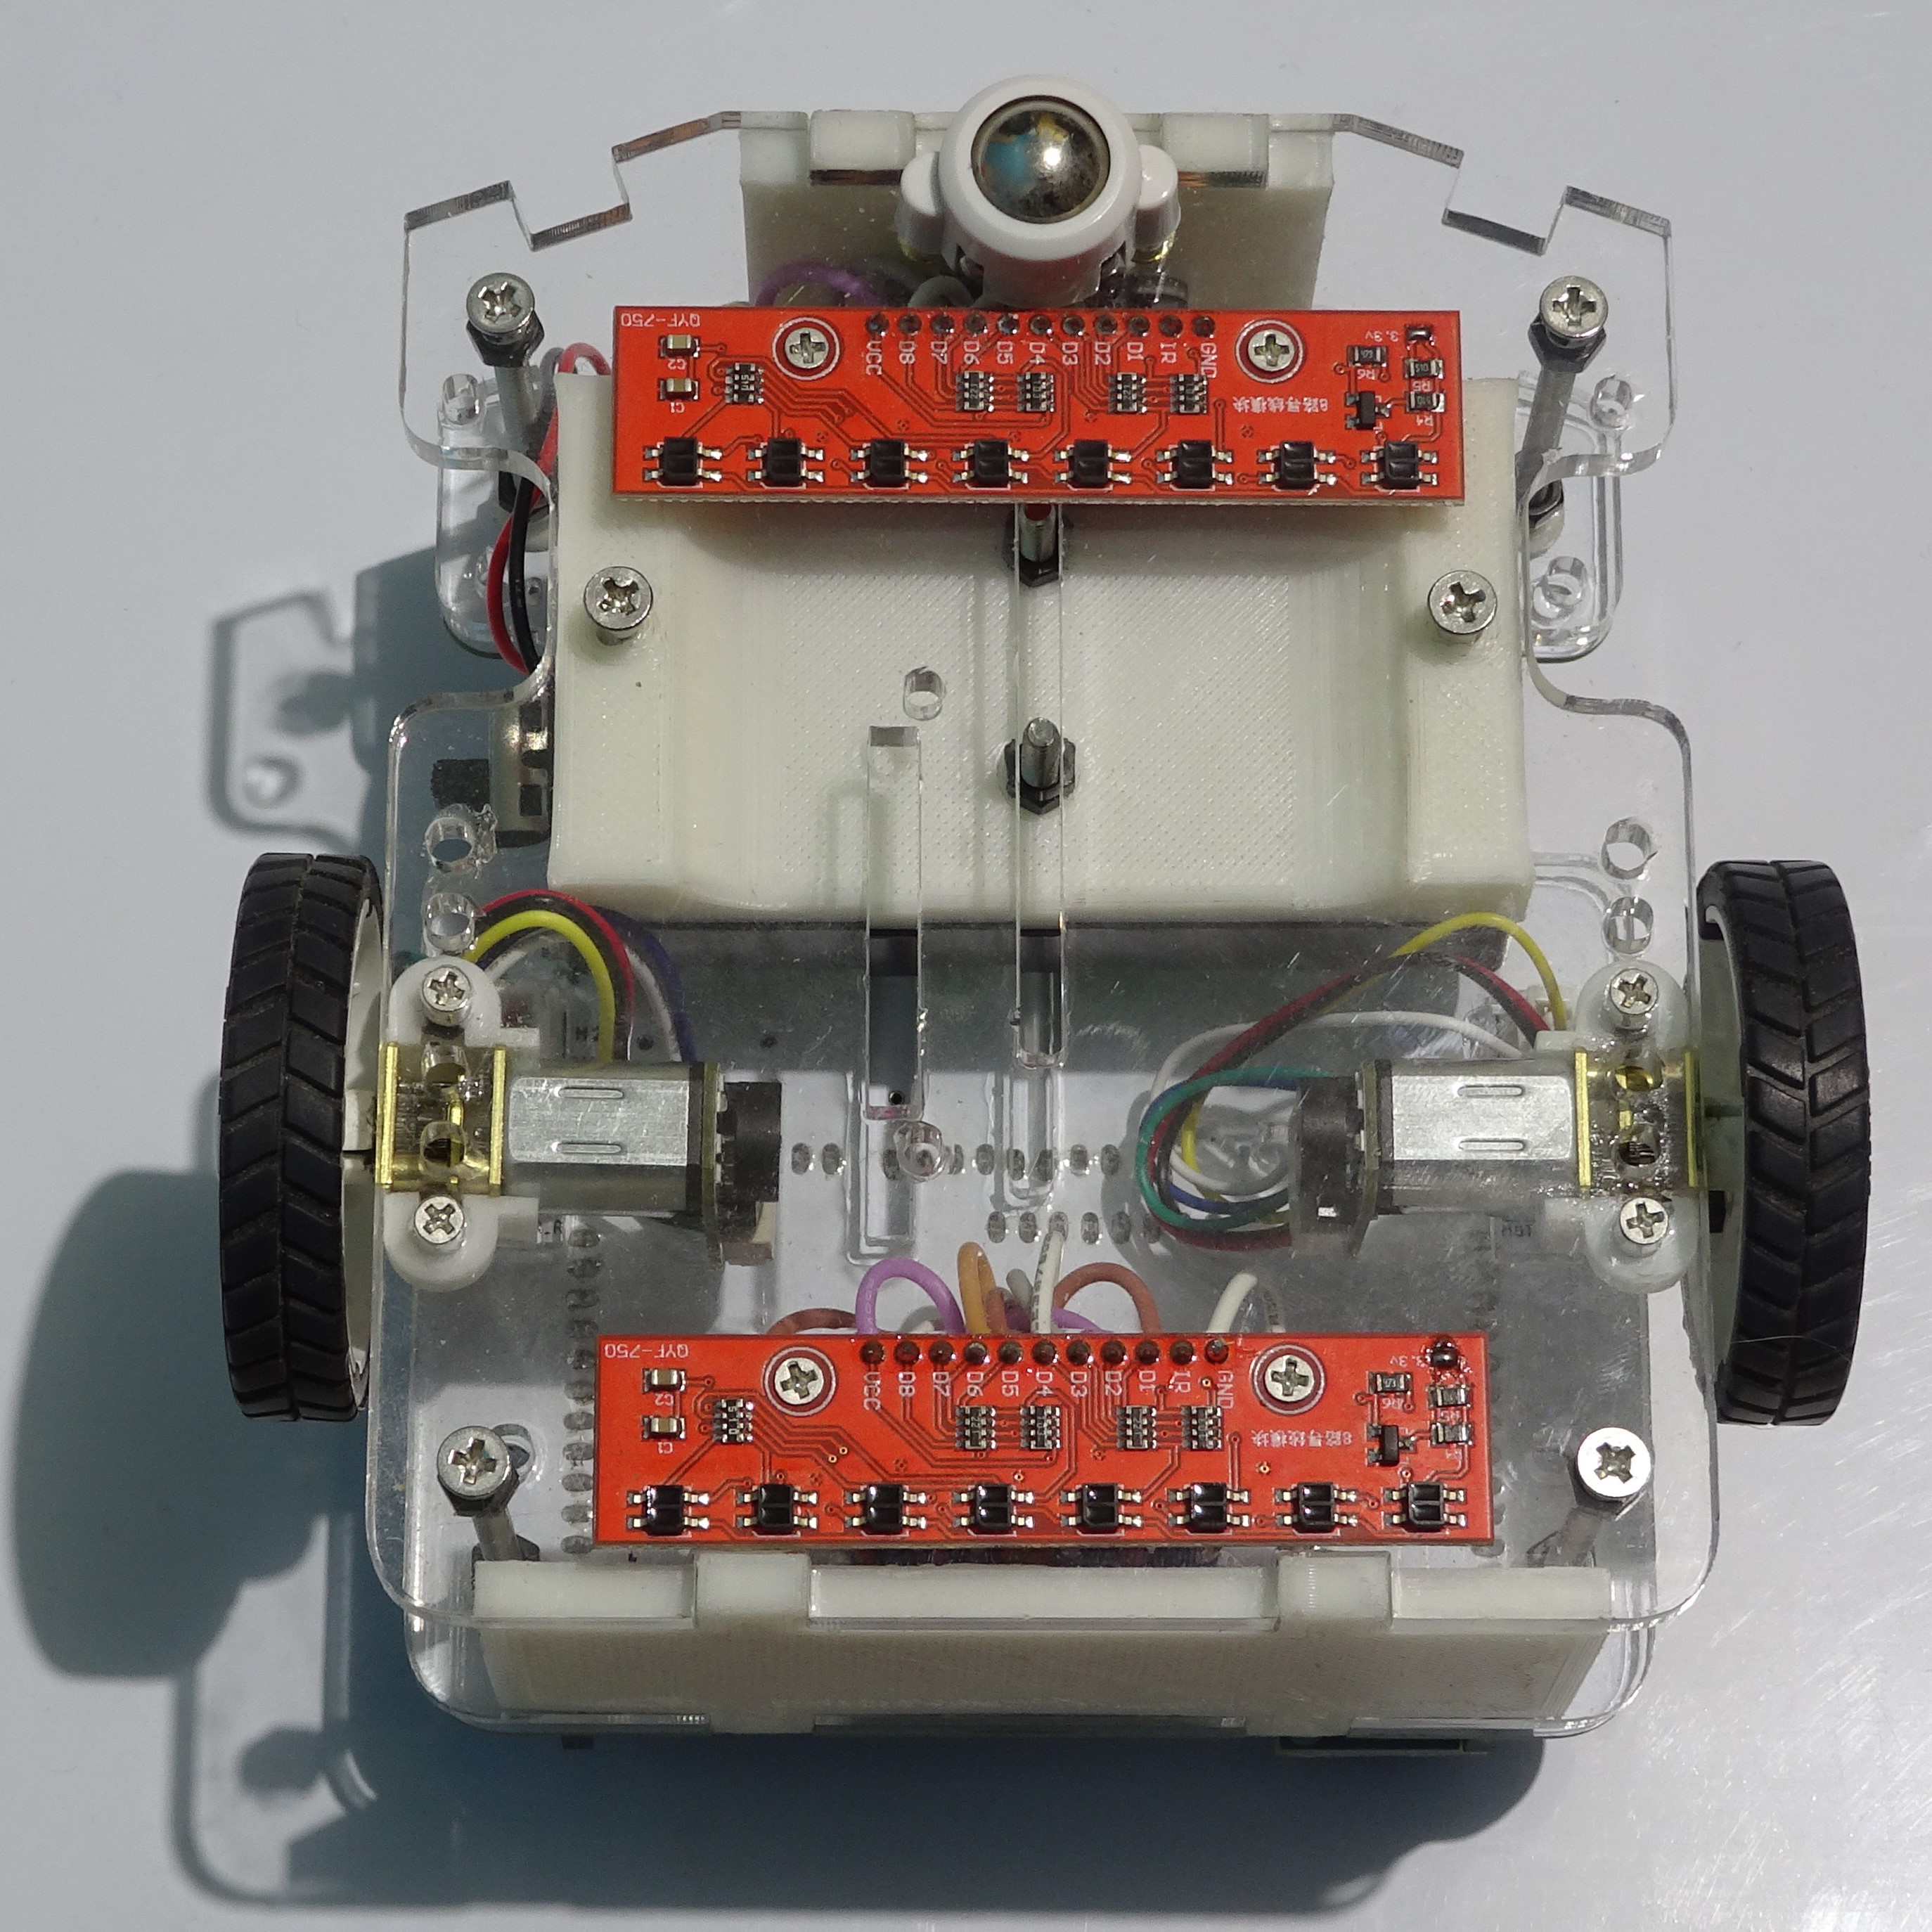 QYF-750
VCC
D8
D7
D6
D5
D4
D3
D2
D1
IR
GND
3.3v
C2
C1
R6
R5
R4
8路寻线模块
QYF-750
VCC
D8
D7
D6
D5
D4
D3
D2
D1
IR
GND
3.3v
C2
C1
R6
8路寻线模块